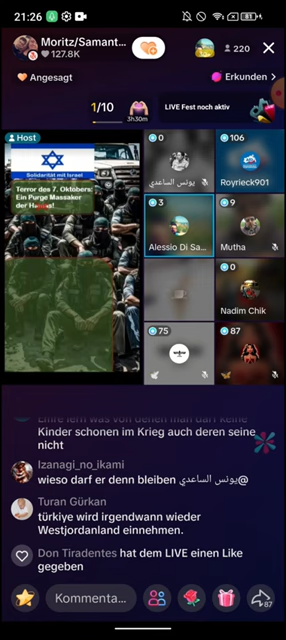 21:26
81
Moritz/Samant...
127.8K
220
Angesagt
Erkunden >
1/10
3h30m
LIVE Fest noch aktiv
Host
Solidarität mit Israel
Terror des 7. Oktobers:
Ein Purge Massaker
der Hamas!
0
يونس الساعدي
106
Royrieck901
3
Alessio Di Sa...
9
Mutha
0
Nadim Chik
75
87
Kinder schonen im Krieg auch deren seine
nicht
Izanagi_no_ikami
wieso darf er denn bleiben يونس الساعدي@
Turan Gürkan
türkiye wird irgendwann wieder
Westjordanland einnehmen.
Don Tiradentes hat dem LIVE einen Like
gegeben
Kommenta...
87